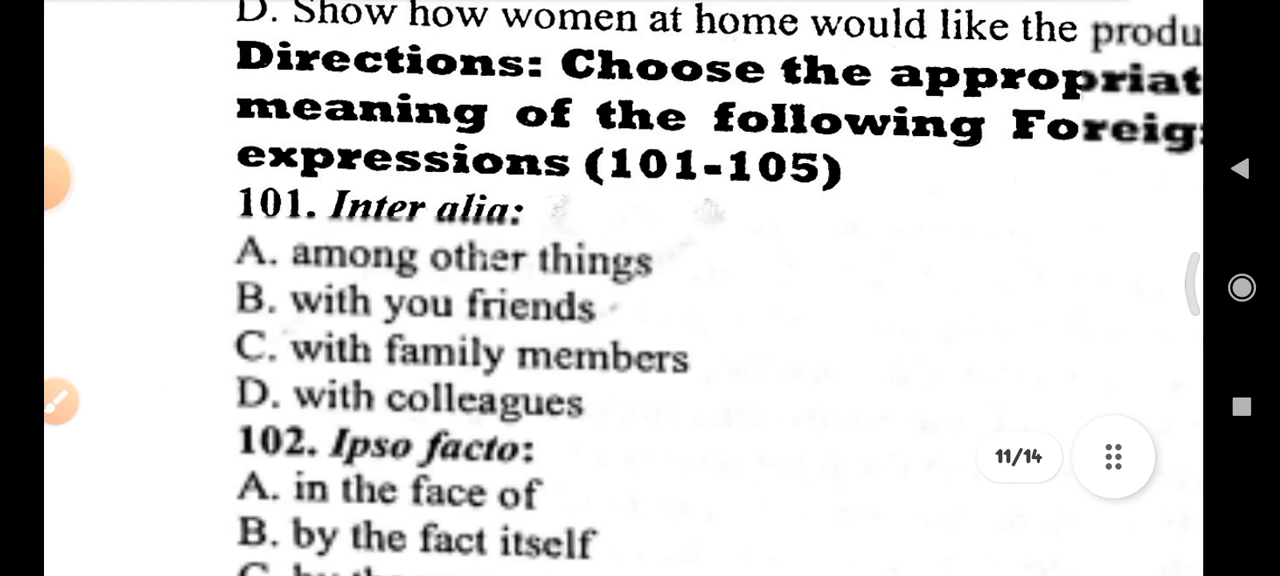 D. Show how women at home would like the produ
Directions: Choose the appropriat
meaning of the following Foreig
expressions (101-105)
101. Inter alia:
A. among other things
B. with you friends
C. with family members
D. with colleagues
102. Ipso facto:
A. in the face of
B. by the fact itself
11/14